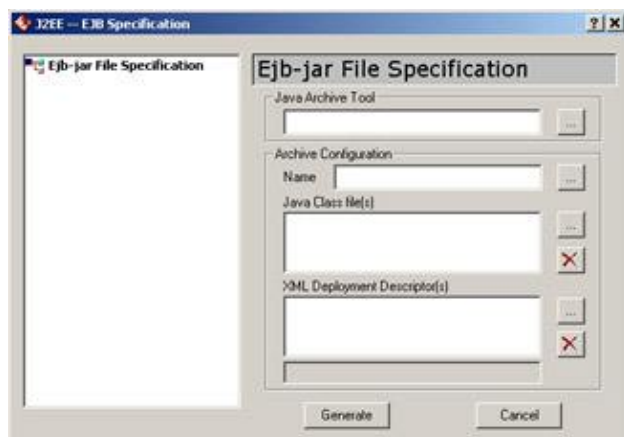 J2EE -- EJB Specification
Ejb-jar File Specification
Ejb-jar File Specification
Java Archive Tool
...
Archive Configuration
Name
...
Java Class file(s)
...
XML Deployment Descriptor(s)
...
Generate
Cancel